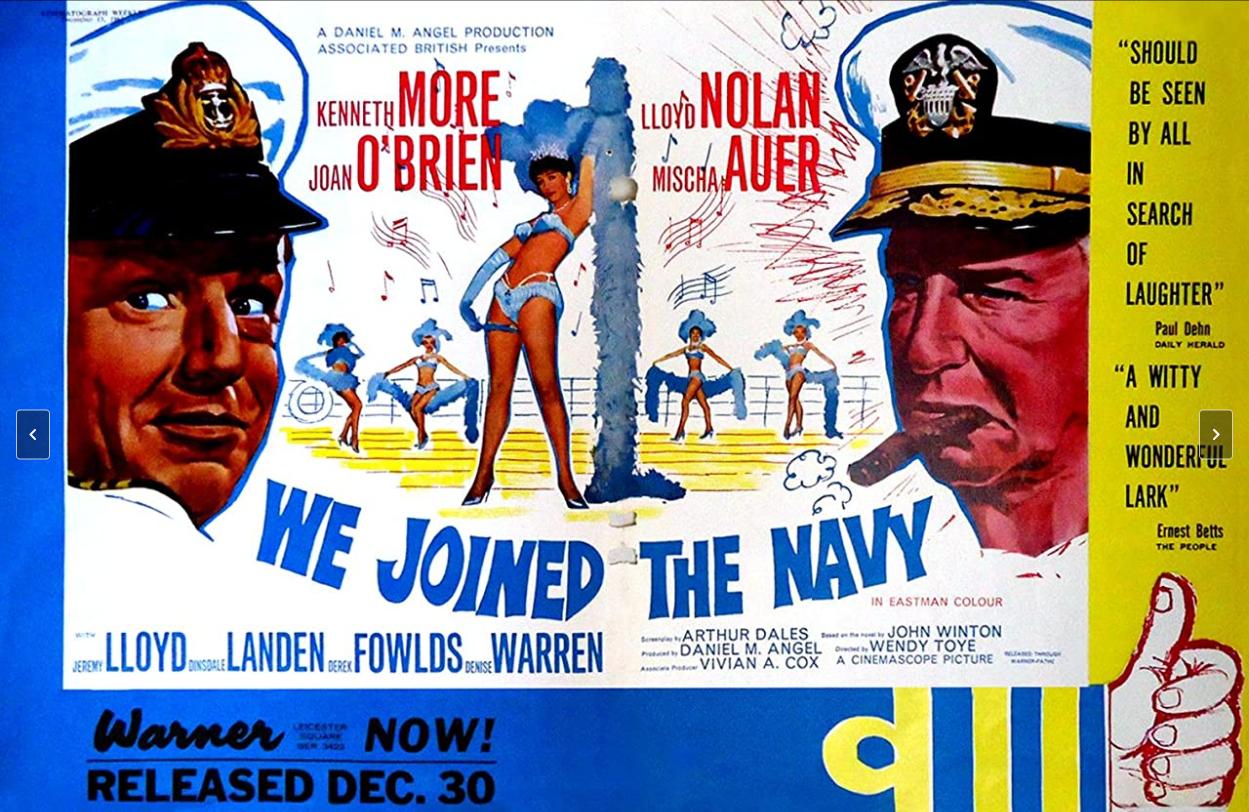 A DANIEL M. ANGEL PRODUCTION
ASSOCIATED BRITISH Presents
KENNETH MORE
JOAN O'BRIEN
LLOYD NOLAN
MISCHA AUER
WE JOINED THE NAVY
IN EASTMAN COLOUR
WITH
JEREMY LLOYD DINSDALE LANDEN DEREK FOWLDS DENISE WARREN
Screenplay by ARTHUR DALES
Produced by DANIEL M. ANGEL
Associate Producer VIVIAN A. COX
Based on the novel by JOHN WINTON
Directed by WENDY TOYE
A CINEMASCOPE PICTURE
RELEASED THROUGH
WARNER-PATHE
"SHOULD
BE SEEN
BY ALL
IN
SEARCH
OF
LAUGHTER"
Paul Dehn
DAILY HERALD
"A WITTY
AND
WONDERFUL
LARK"
Ernest Betts
THE PEOPLE
Warner LEICESTER SQUARE NOW!
RELEASED DEC. 30